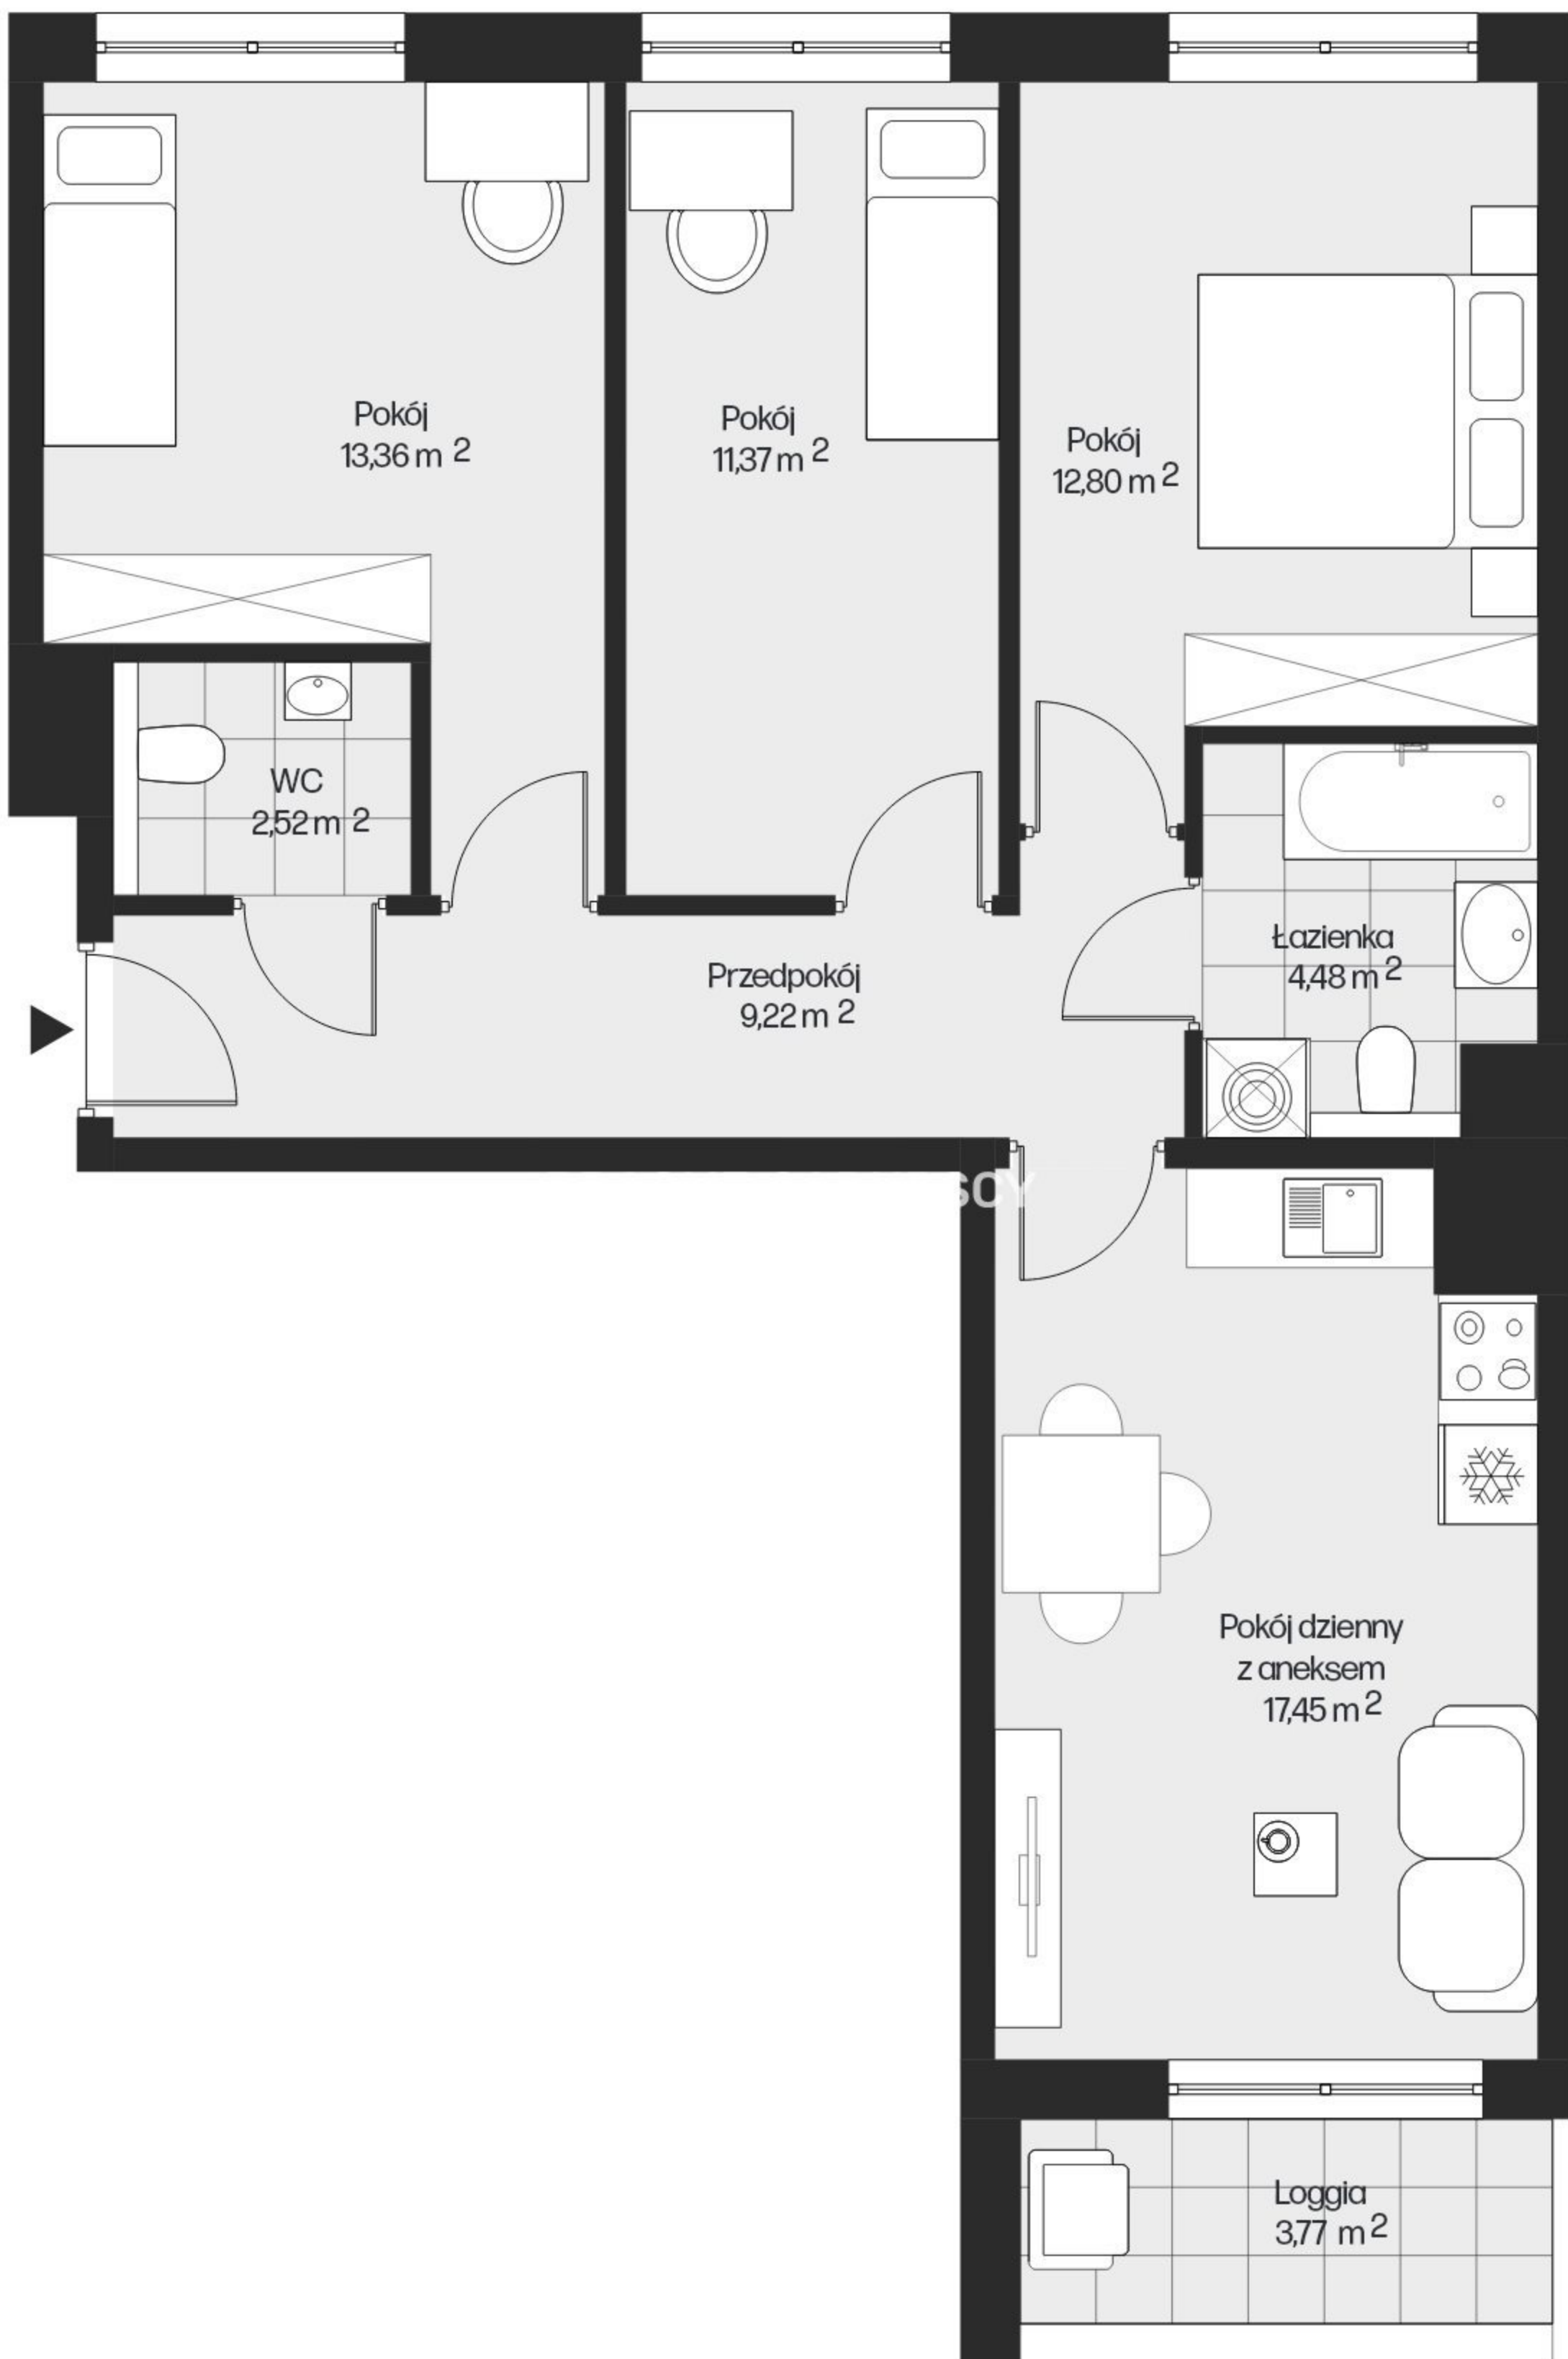 Pokój
13,36 m 2
Pokój
11,37 m 2
Pokój
12,80 m 2
WC
2,52 m 2
Łazienka
4,48 m 2
Przedpokój
9,22 m 2
Pokój dzienny
z aneksem
17,45 m 2
Loggia
3,77 m 2